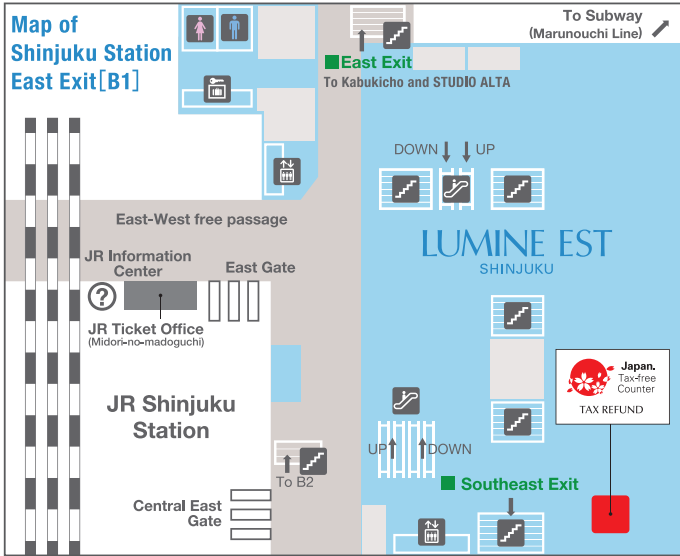 Map of
Shinjuku Station
East Exit[B1]
To Subway
(Marunouchi Line)
East Exit
To Kabukicho and STUDIO ALTA
DOWN
UP
East-West free passage
LUMINE EST
SHINJUKU
JR Information
Center
East Gate
?
JR Ticket Office
(Midori-no-madoguchi)
Japan.
Tax-free
Counter
TAX REFUND
JR Shinjuku
Station
UP
DOWN
To B2
Southeast Exit
Central East
Gate